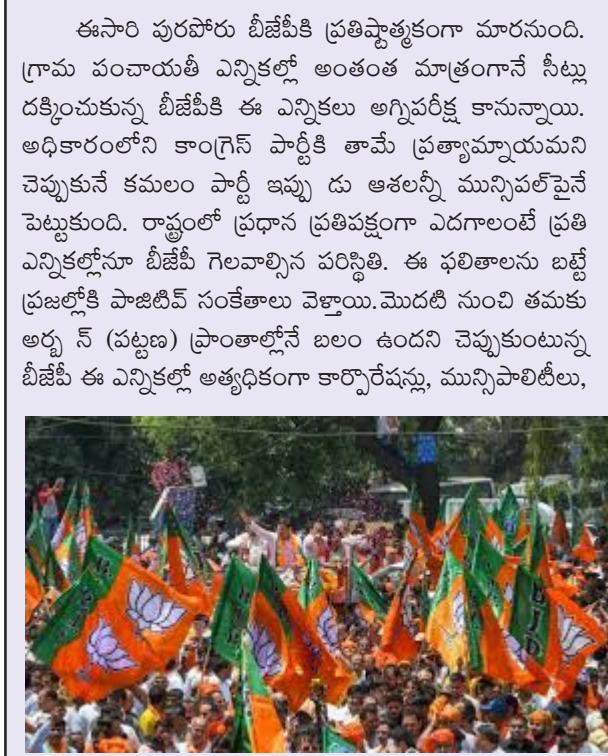 ఈసారి పురపోరు బీజేపీకి ప్రతిష్టాత్మకంగా మారనుంది.
గ్రామ పంచాయతీ ఎన్నికల్లో అంతంత మాత్రంగానే సీట్లు
దక్కించుకున్న బీజేపీకి ఈ ఎన్నికలు అగ్నిపరీక్ష కానున్నాయి.
అధికారంలోని కాంగ్రెస్ పార్టీకి తామే ప్రత్యామ్నాయమని
చెప్పుకునే కమలం పార్టీ ఇప్పు డు ఆశలన్నీ మున్సిపల్‌పైనే
పెట్టుకుంది. రాష్ట్రంలో ప్రధాన ప్రతిపక్షంగా ఎదగాలంటే ప్రతి
ఎన్నికల్లోనూ బీజేపీ గెలవాల్సిన పరిస్థితి. ఈ ఫలితాలను బట్టే
ప్రజల్లోకి పాజిటివ్ సంకేతాలు వెళ్తాయి.మొదటి నుంచి తమకు
అర్బ న్ (పట్టణ) ప్రాంతాల్లోనే బలం ఉందని చెప్పుకుంటున్న
బీజేపీ ఈ ఎన్నికల్లో అత్యధికంగా కార్పొరేషన్లు, మున్సిపాలిటీలు,
BJP